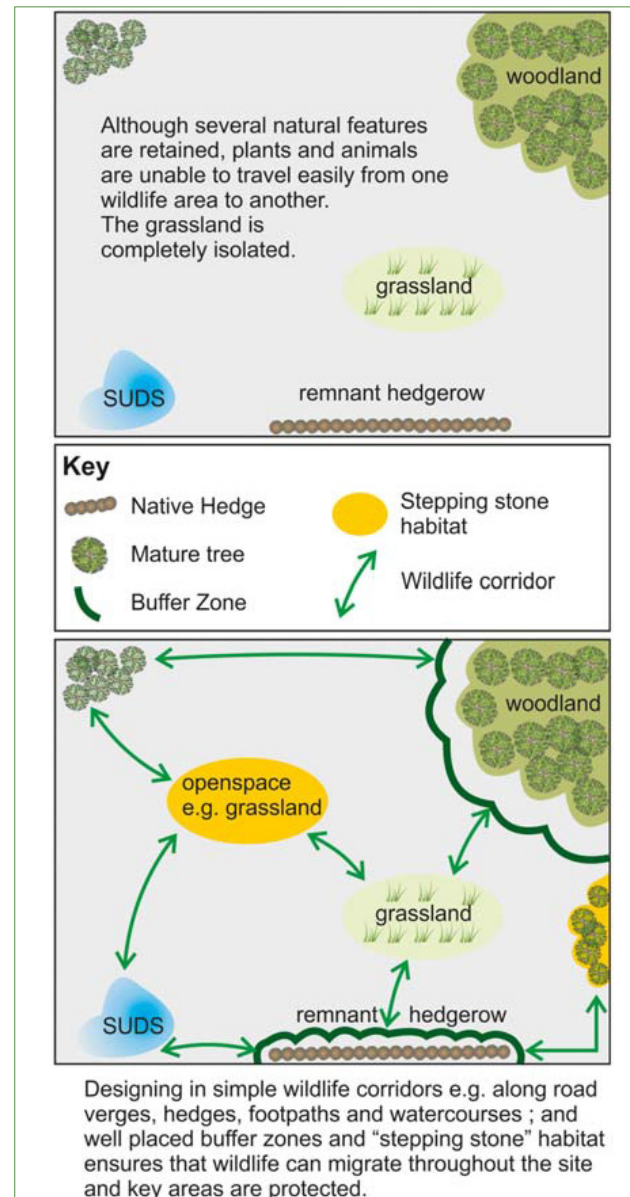 woodland
Although several natural features
are retained, plants and animals
are unable to travel easily from one
wildlife area to another.
The grassland is
completely isolated.
grassland
SUDS
remnant hedgerow
Key
Native Hedge
Mature tree
Buffer Zone
Stepping stone
habitat
Wildlife corridor
woodland
openspace
e.g. grassland
grassland
SUDS
remnant hedgerow
Designing in simple wildlife corridors e.g. along road
verges, hedges, footpaths and watercourses ; and
well placed buffer zones and “stepping stone” habitat
ensures that wildlife can migrate throughout the site
and key areas are protected.